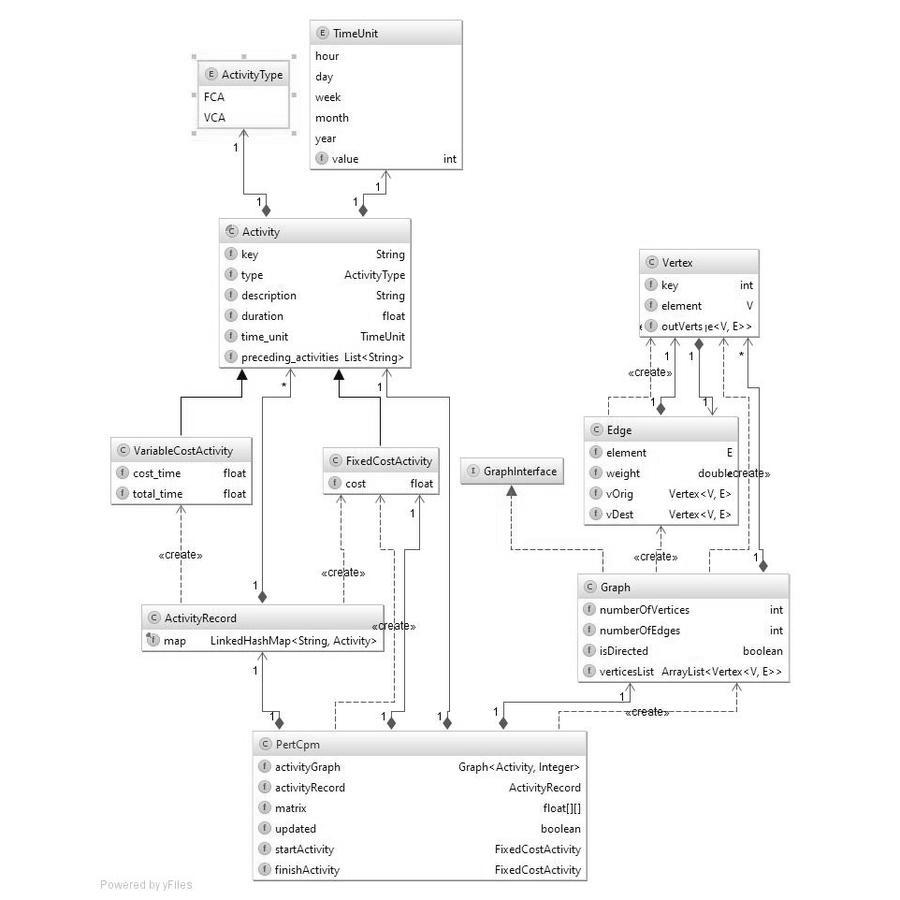 E TimeUnit
hour
day
week
month
year
f value int
E ActivityType
FCA
VCA
1
1
1
1
C Activity
f key String
f type ActivityType
f description String
f duration float
f time_unit TimeUnit
f preceding_activities List<String>
C Vertex
f key int
f element V
f outVerts
*
1
1
1
*
«create»
1
1
C VariableCostActivity
f cost_time float
f total_time float
C FixedCostActivity
f cost float
I GraphInterface
C Edge
f element E
f weight double
«create»
f vOrig Vertex<V, E>
f vDest Vertex<V, E>
1
«create»
«create»
«create»
1
1
C ActivityRecord
f map LinkedHashMap<String, Activity>
«create»
C Graph
f numberOfVertices int
f numberOfEdges int
f isDirected boolean
f verticesList ArrayList<Vertex<V, E>>
1
1
«create»
1
1
1
1
C PertCpm
f activityGraph Graph<Activity, Integer>
f activityRecord ActivityRecord
f matrix float[][]
f updated boolean
f startActivity FixedCostActivity
f finishActivity FixedCostActivity
Powered by yFiles